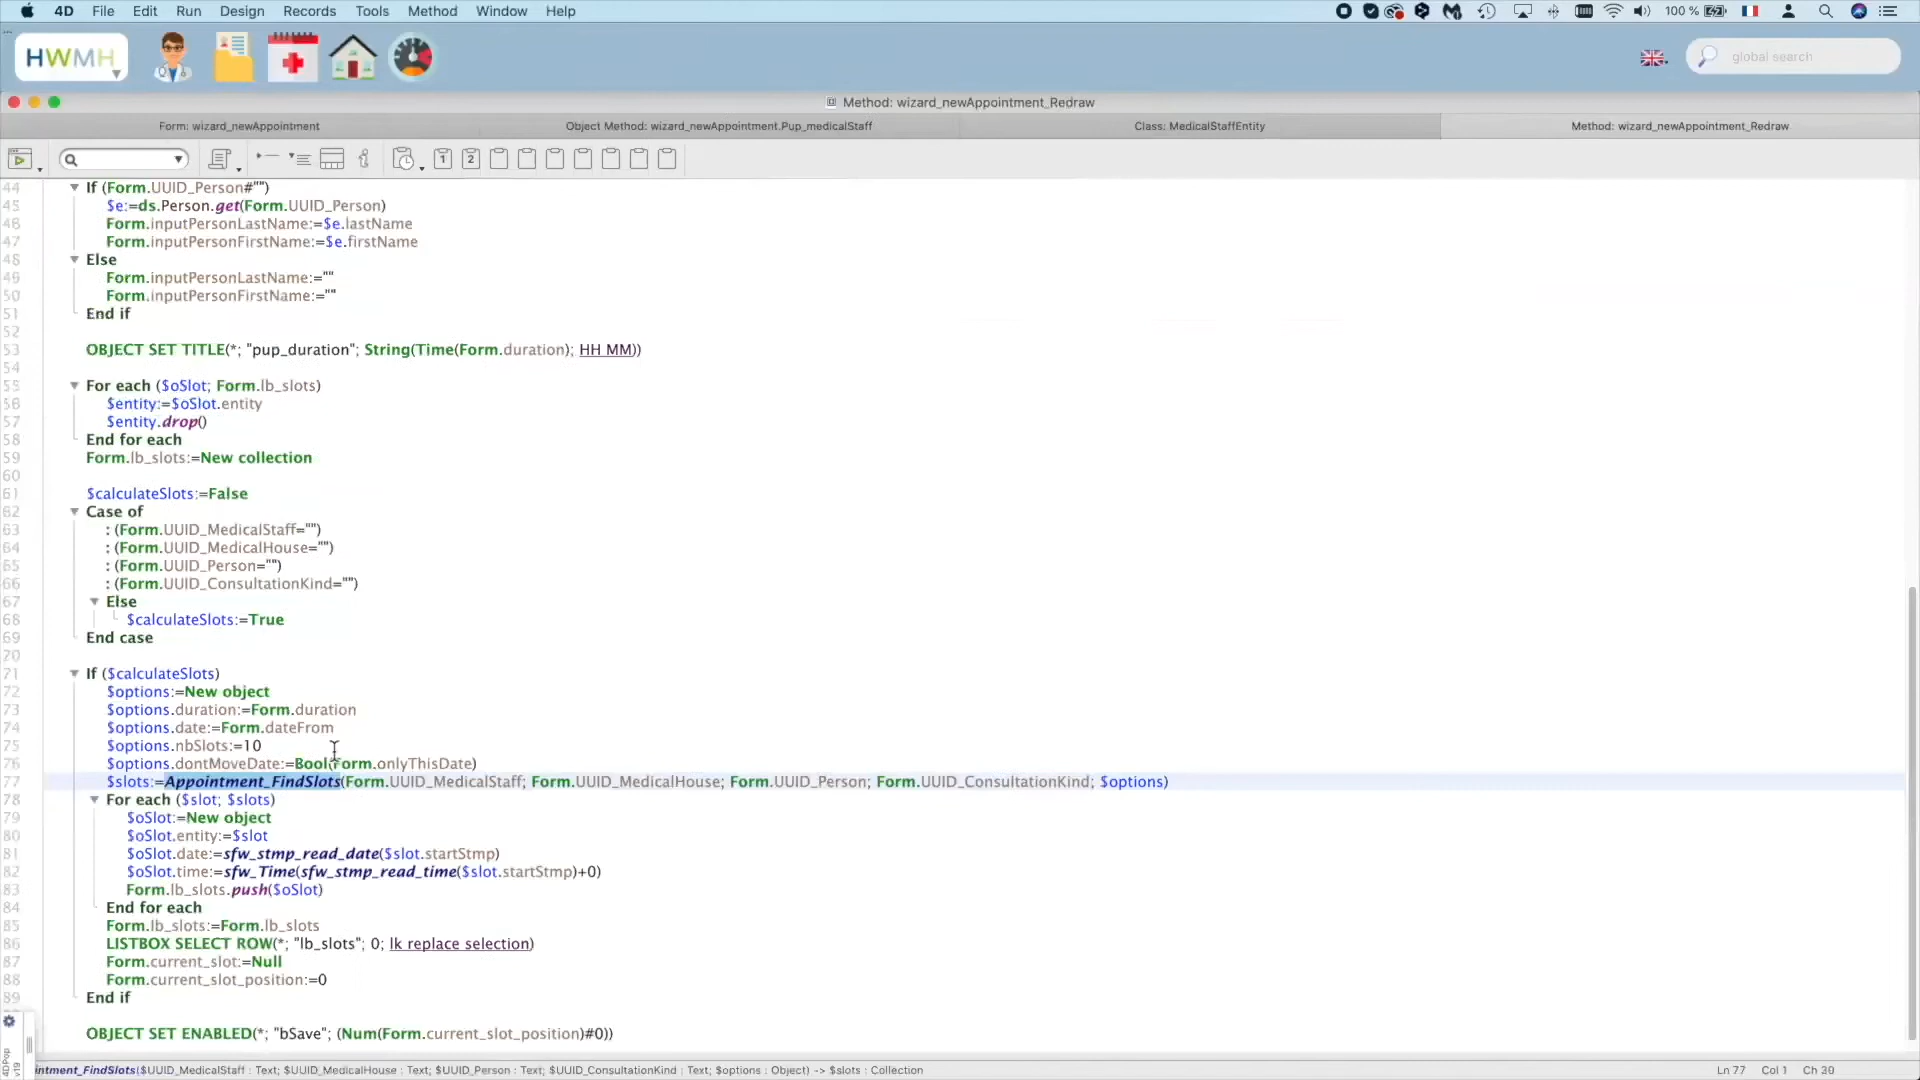 4D File Edit Run Design Records Tools Method Window Help 100 %
HWMH global search
Method: wizard_newAppointment_Redraw
Form: wizard_newAppointment Object Method: wizard_newAppointment.Pup_medicalStaff Class: MedicalStaffEntity Method: wizard_newAppointment_Redraw
1 2
44 If (Form.UUID_Person#"")
45 $e:=ds.Person.get(Form.UUID_Person)
46 Form.inputPersonLastName:=$e.lastName
47 Form.inputPersonFirstName:=$e.firstName
48 Else
49 Form.inputPersonLastName:=""
50 Form.inputPersonFirstName:=""
51 End if
52
53 OBJECT SET TITLE(*; "pup_duration"; String(Time(Form.duration); HH MM))
54
55 For each ($oSlot; Form.lb_slots)
56 $entity:=$oSlot.entity
57 $entity.drop()
58 End for each
59 Form.lb_slots:=New collection
60
61 $calculateSlots:=False
62 Case of
63 : (Form.UUID_MedicalStaff="")
64 : (Form.UUID_MedicalHouse="")
65 : (Form.UUID_Person="")
66 : (Form.UUID_ConsultationKind="")
67 Else
68 $calculateSlots:=True
69 End case
70
71 If ($calculateSlots)
72 $options:=New object
73 $options.duration:=Form.duration
74 $options.date:=Form.dateFrom
75 $options.nbSlots:=10
76 $options.dontMoveDate:=Bool(Form.onlyThisDate)
77 $slots:=Appointment_FindSlots(Form.UUID_MedicalStaff; Form.UUID_MedicalHouse; Form.UUID_Person; Form.UUID_ConsultationKind; $options)
78 For each ($slot; $slots)
79 $oSlot:=New object
80 $oSlot.entity:=$slot
81 $oSlot.date:=sfw_stmp_read_date($slot.startStmp)
82 $oSlot.time:=sfw_Time(sfw_stmp_read_time($slot.startStmp)+0)
83 Form.lb_slots.push($oSlot)
84 End for each
85 Form.lb_slots:=Form.lb_slots
86 LISTBOX SELECT ROW(*; "lb_slots"; 0; lk replace selection)
87 Form.current_slot:=Null
88 Form.current_slot_position:=0
89 End if
OBJECT SET ENABLED(*; "bSave"; (Num(Form.current_slot_position)#0))
4DPop v19
intment_FindSlots($UUID_MedicalStaff : Text; $UUID_MedicalHouse : Text; $UUID_Person : Text; $UUID_ConsultationKind : Text; $options : Object) -> $slots : Collection Ln 77 Col 1 Ch 30